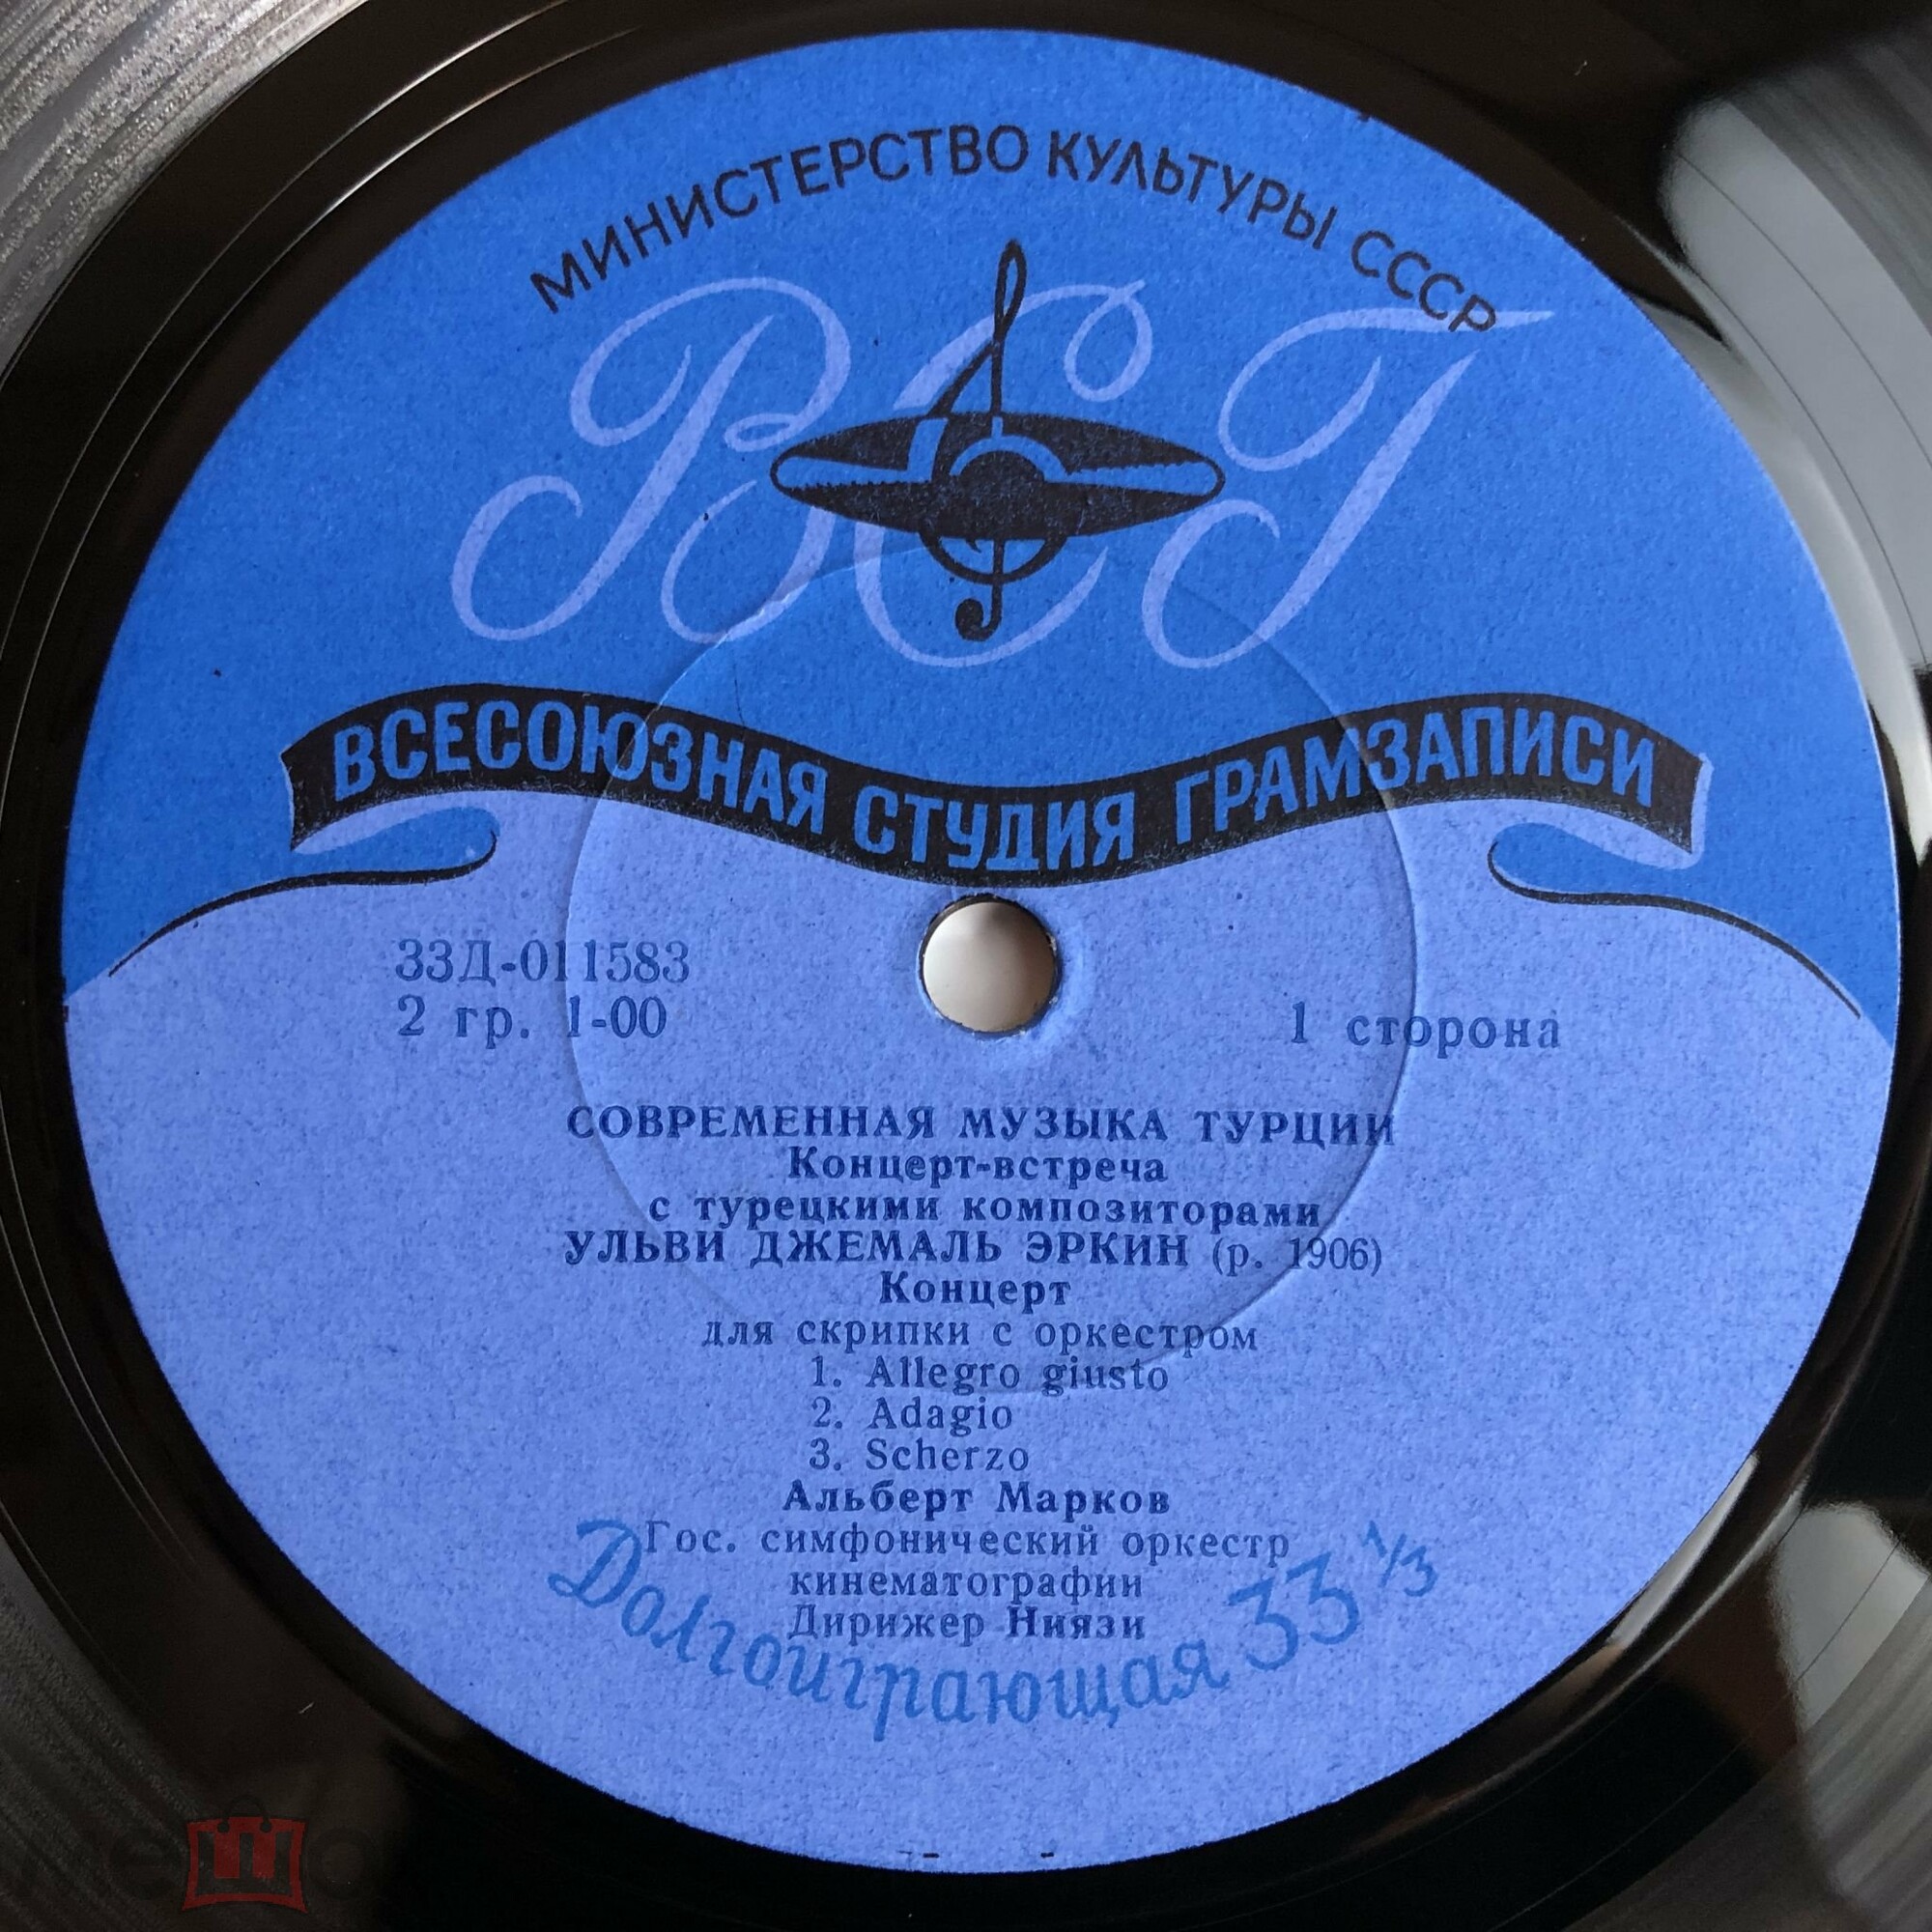 МИНИСТЕРСТВО КУЛЬТУРЫ СССР
ВСГ
ВСЕСОЮЗНАЯ СТУДИЯ ГРАМЗАПИСИ
33Д-011583
2 гр. 1-00
1 сторона
СОВРЕМЕННАЯ МУЗЫКА ТУРЦИИ
Концерт-встреча
с турецкими композиторами
УЛЬВИ ДЖЕМАЛЬ ЭРКИН (р. 1906)
Концерт
для скрипки с оркестром
1. Allegro giusto
2. Adagio
3. Scherzo
Альберт Марков
Гос. симфонический оркестр
кинематографии
Дирижер Ниязи
Долгоиграющая 33 1/3